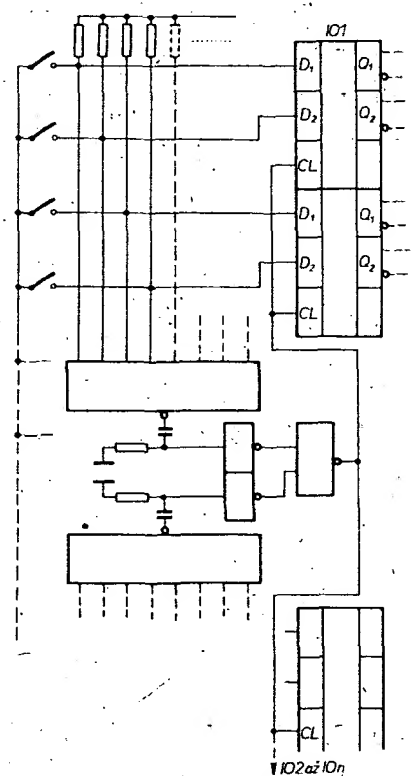 IO1
D₁ Q₁
D₂ Q₂
CL
D₁ Q₁
D₂ Q₂
CL
CL
IO2 až IOn